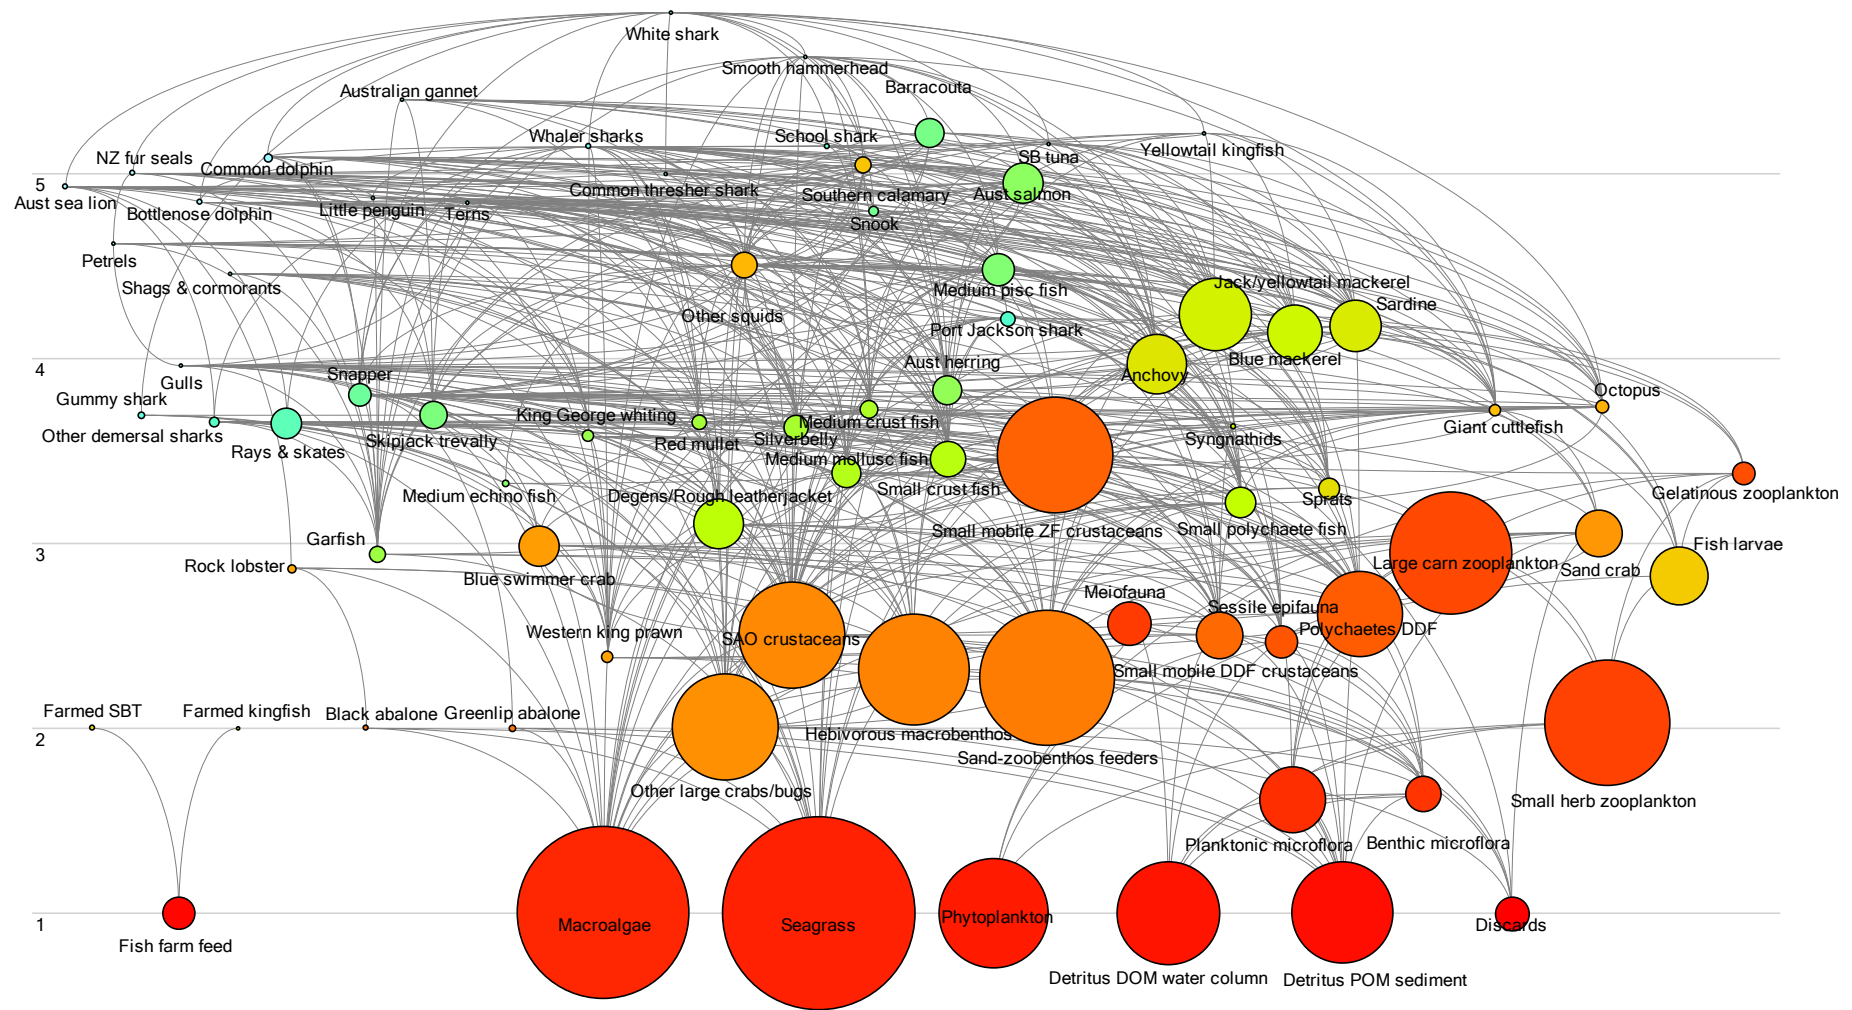 White shark
Smooth hammerhead
Barracouta
Australian gannet
Whaler sharks
School shark
SB tuna
Yellowtail kingfish
NZ fur seals
Common dolphin
5
Common thresher shark
Southern calamary
Aust salmon
Aust sea lion
Bottlenose dolphin
Little penguin
Terns
Snook
Petrels
Shags & cormorants
Medium pisc fish
Jack/yellowtail mackerel
Sardine
Other squids
Port Jackson shark
Blue mackerel
4
Gulls
Snapper
Aust herring
Anchovy
Octopus
Gummy shark
King George whiting
Medium crust fish
Giant cuttlefish
Other demersal sharks
Skipjack trevally
Red mullet
Silverbelly
Syngnathids
Rays & skates
Medium mollusc fish
Medium echino fish
Degens/Rough leatherjacket
Small crust fish
Sprats
Gelatinous zooplankton
Small mobile ZF crustaceans
Small polychaete fish
Garfish
3
Fish larvae
Rock lobster
Blue swimmer crab
Large carn zooplankton
Sand crab
Meiofauna
Sessile epifauna
Western king prawn
SAO crustaceans
Polychaetes DDF
Small mobile DDF crustaceans
Farmed SBT
Farmed kingfish
Black abalone
Greenlip abalone
2
Hebivorous macrobenthos
Sand-zoobenthos feeders
Other large crabs/bugs
Small herb zooplankton
Planktonic microflora
Benthic microflora
1
Macroalgae
Seagrass
Phytoplankton
Discards
Fish farm feed
Detritus DOM water column
Detritus POM sediment